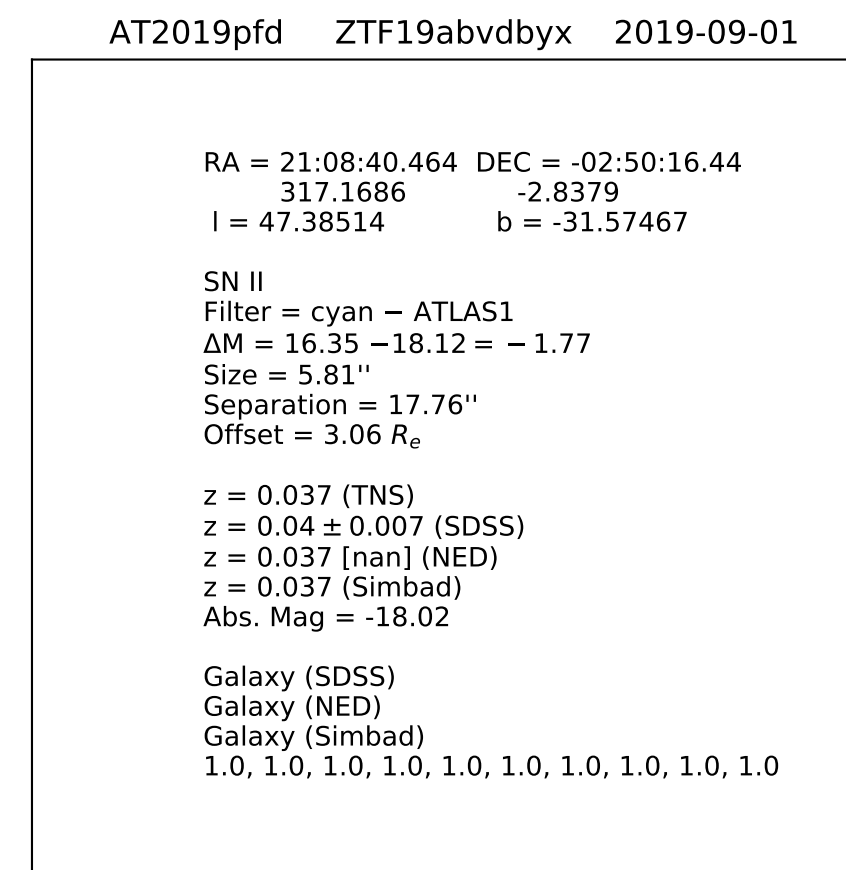 AT2019pfd ZTF19abvdbyx 2019-09-01
RA = 21:08:40.464 DEC = -02:50:16.44
317.1686 -2.8379
l = 47.38514 b = -31.57467
SN II
Filter = cyan − ATLAS1
ΔM = 16.35 −18.12 = − 1.77
Size = 5.81''
Separation = 17.76''
Offset = 3.06 Re
z = 0.037 (TNS)
z = 0.04 ± 0.007 (SDSS)
z = 0.037 [nan] (NED)
z = 0.037 (Simbad)
Abs. Mag = -18.02
Galaxy (SDSS)
Galaxy (NED)
Galaxy (Simbad)
1.0, 1.0, 1.0, 1.0, 1.0, 1.0, 1.0, 1.0, 1.0, 1.0